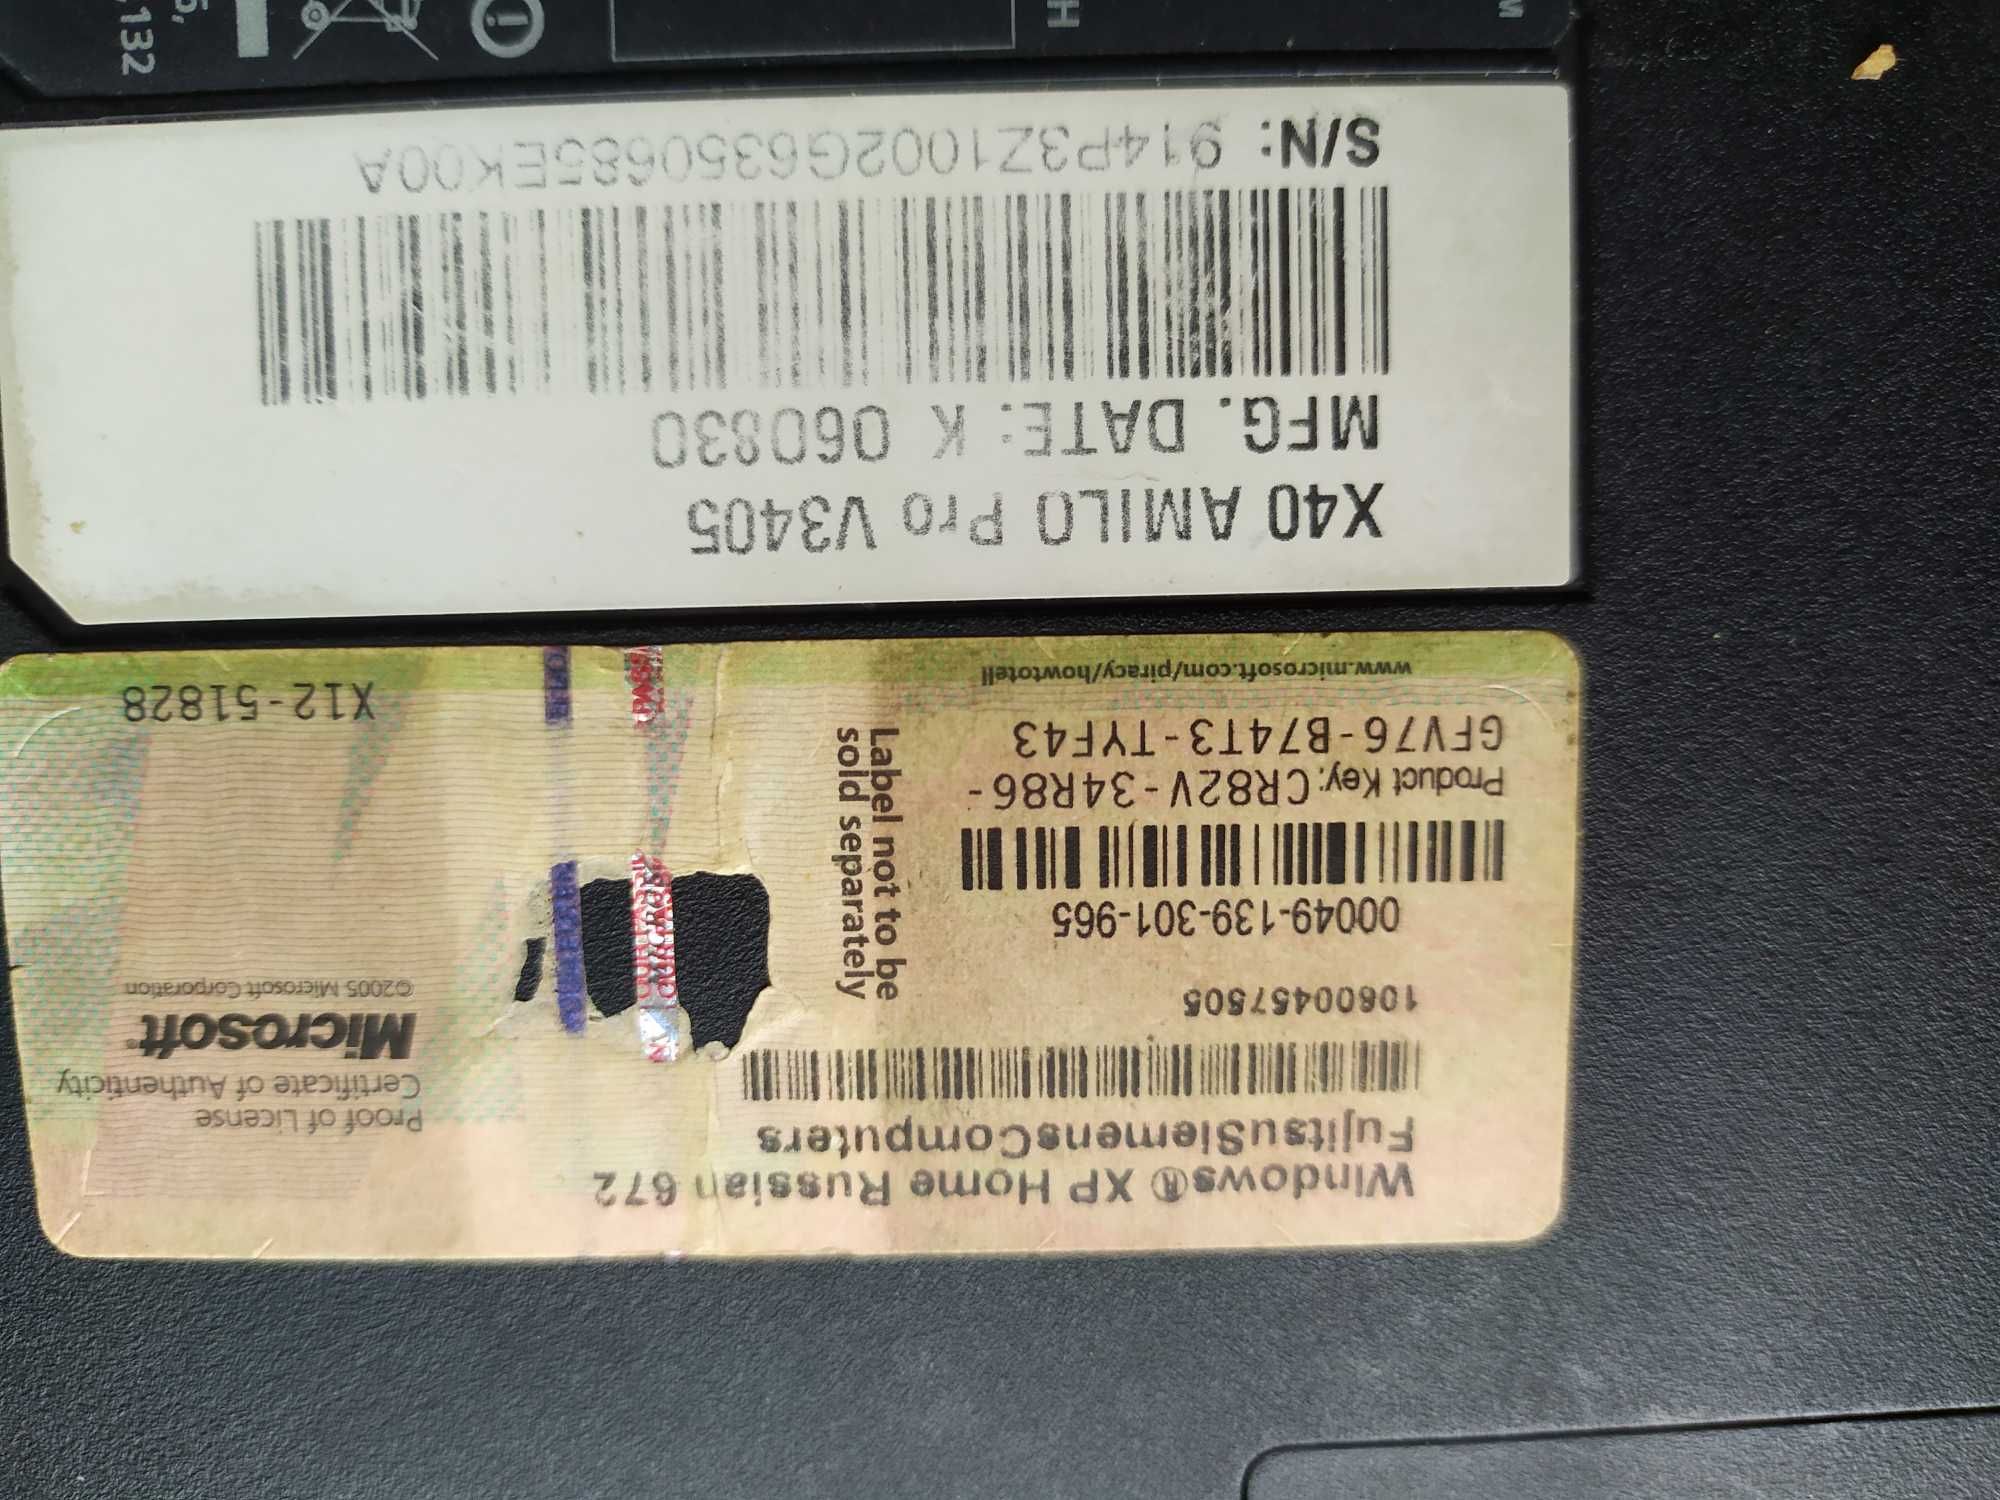 Windows® XP Home Russian 672
FujitsuSiemensComputers
10600457505
00049-139-301-965
Product Key: CR82V-34R86-
GFV76-B74T3-TYF43
www.microsoft.com/piracy/howtotell
Label not to be
sold separately
Proof of License
Certificate of Authenticity
Microsoft®
©2005 Microsoft Corporation
X12-51828
X40 AMILO Pro V3405
MFG. DATE: K 060830
S/N: 914P3Z1002G6350685EK00A
132